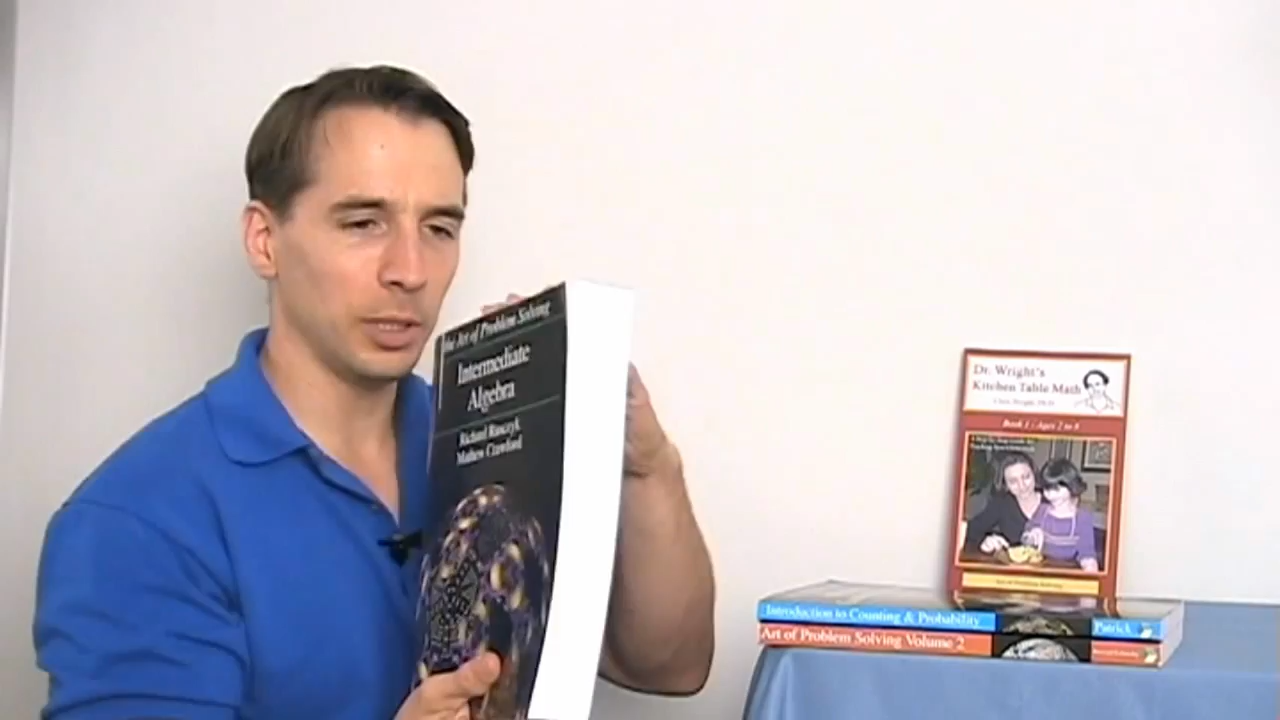 the Art of Problem Solving
Intermediate
Algebra
Richard Rusczyk
Mathew Crawford
Dr. Wright's
Kitchen Table Math
Book 1 - Ages 2 to 8
Introduction to Counting & Probability
Patrick
Art of Problem Solving Volume 2